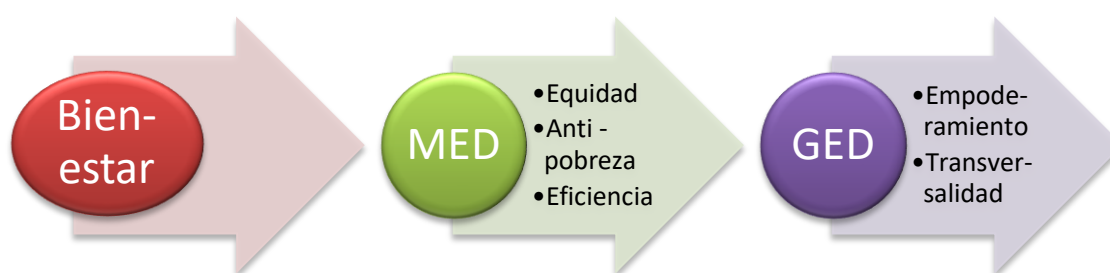 Bien-
estar
MED
•Equidad
•Anti -
pobreza
•Eficiencia
GED
•Empode-
ramiento
•Transver-
salidad